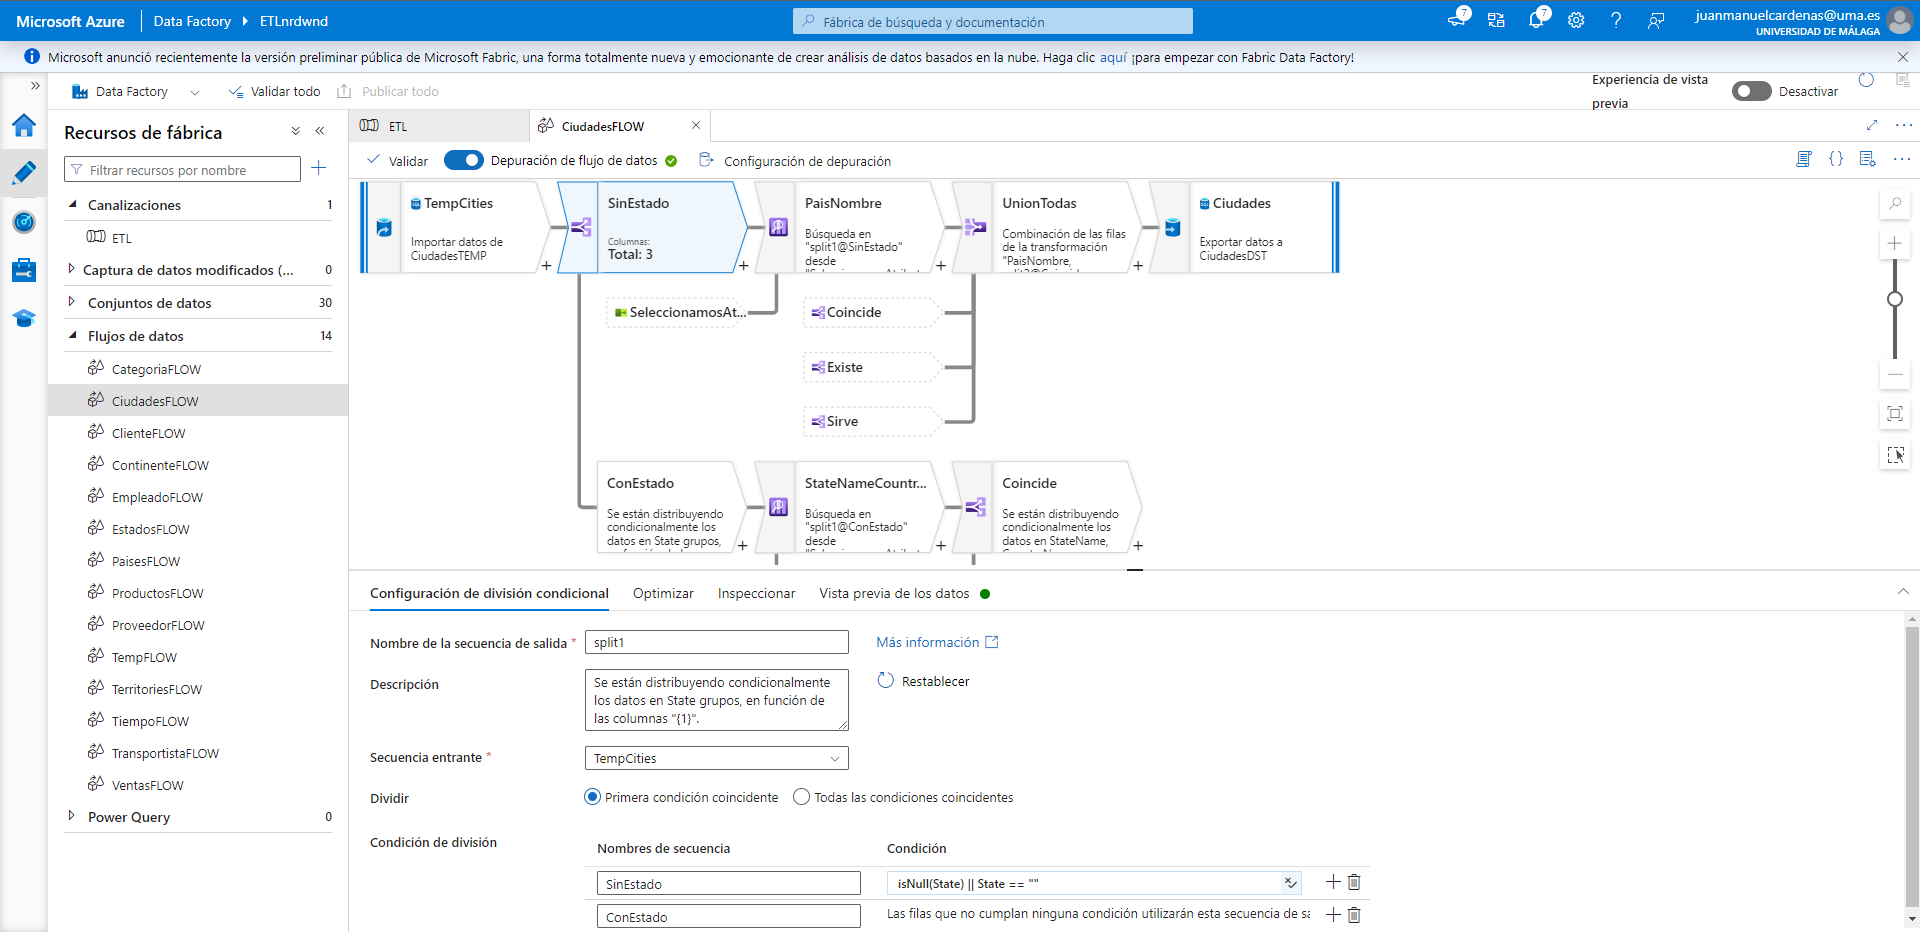 Microsoft Azure
Data Factory
ETLnrdwnd
Fábrica de búsqueda y documentación
7
7
juanmanuelcardenas@uma.es
UNIVERSIDAD DE MÁLAGA
Microsoft anunció recientemente la versión preliminar pública de Microsoft Fabric, una forma totalmente nueva y emocionante de crear análisis de datos basados en la nube. Haga clic aquí ¡para empezar con Fabric Data Factory!
Data Factory
Validar todo
Publicar todo
Experiencia de vista
previa
Desactivar
Recursos de fábrica
Filtrar recursos por nombre
Canalizaciones 1
ETL
Captura de datos modificados (... 0
Conjuntos de datos 30
Flujos de datos 14
CategoriaFLOW
CiudadesFLOW
ClienteFLOW
ContinenteFLOW
EmpleadoFLOW
EstadosFLOW
PaisesFLOW
ProductosFLOW
ProveedorFLOW
TempFLOW
TerritoriesFLOW
TiempoFLOW
TransportistaFLOW
VentasFLOW
Power Query 0
ETL
CiudadesFLOW
Validar
Depuración de flujo de datos
Configuración de depuración
TempCities
Importar datos de
CiudadesTEMP
SinEstado
Columnas:
Total: 3
PaisNombre
Búsqueda en
"split1@SinEstado"
desde
UnionTodas
Combinación de las filas
de la transformación
"PaisNombre,
Ciudades
Exportar datos a
CiudadesDST
SeleccionamosAt...
Coincide
Existe
Sirve
ConEstado
Se están distribuyendo
condicionalmente los
datos en State grupos,
StateNameCountr...
Búsqueda en
"split1@ConEstado"
desde
Coincide
Se están distribuyendo
condicionalmente los
datos en StateName,
Configuración de división condicional
Optimizar
Inspeccionar
Vista previa de los datos
Nombre de la secuencia de salida *
split1
Más información
Descripción
Se están distribuyendo condicionalmente
los datos en State grupos, en función de
las columnas "{1}".
Restablecer
Secuencia entrante *
TempCities
Dividir
Primera condición coincidente
Todas las condiciones coincidentes
Condición de división
Nombres de secuencia
Condición
SinEstado
isNull(State) || State == ""
ConEstado
Las filas que no cumplan ninguna condición utilizarán esta secuencia de sa